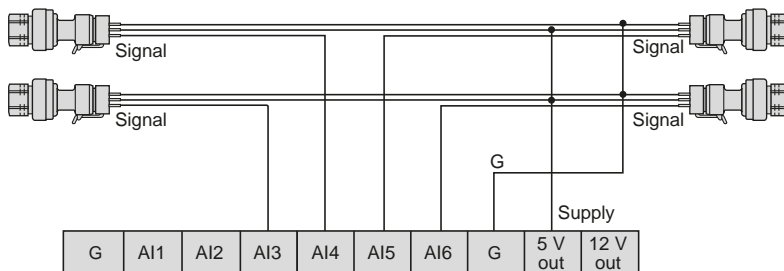 Signal
Signal
Signal
Signal
G
Supply
G AI1 AI2 AI3 AI4 AI5 AI6 G 5 V out 12 V out